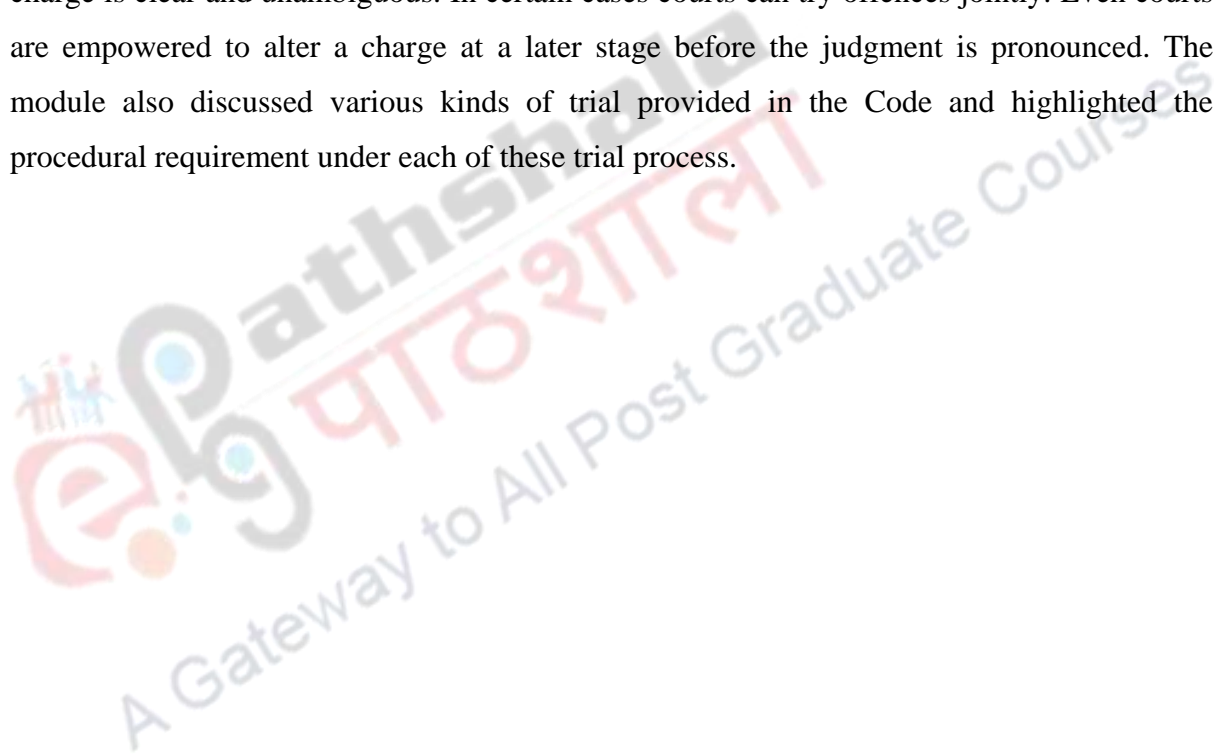 charge is clear and unambiguous. In certain cases courts can try offences jointly. Even courts
are empowered to alter a charge at a later stage before the judgment is pronounced. The
module also discussed various kinds of trial provided in the Code and highlighted the
procedural requirement under each of these trial process.
ePG Pathshala
पाठशाला
A Gateway to All Post Graduate Courses